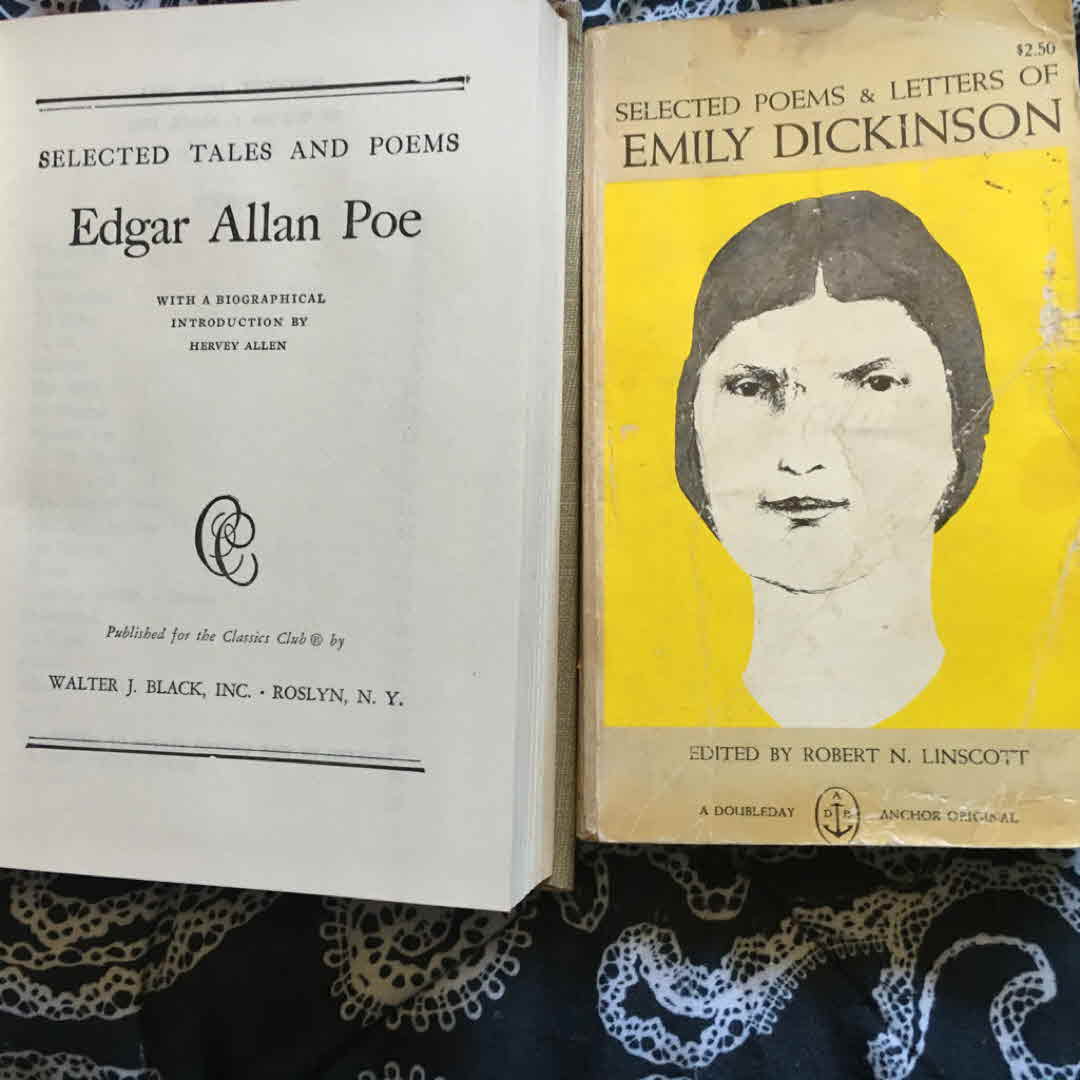 SELECTED TALES AND POEMS
Edgar Allan Poe
WITH A BIOGRAPHICAL
INTRODUCTION BY
HERVEY ALLEN
CC
Published for the Classics Club ® by
WALTER J. BLACK, INC. · ROSLYN, N. Y.
$2.50
SELECTED POEMS & LETTERS OF
EMILY DICKINSON
EDITED BY ROBERT N. LINSCOTT
A DOUBLEDAY A D P ANCHOR ORIGINAL